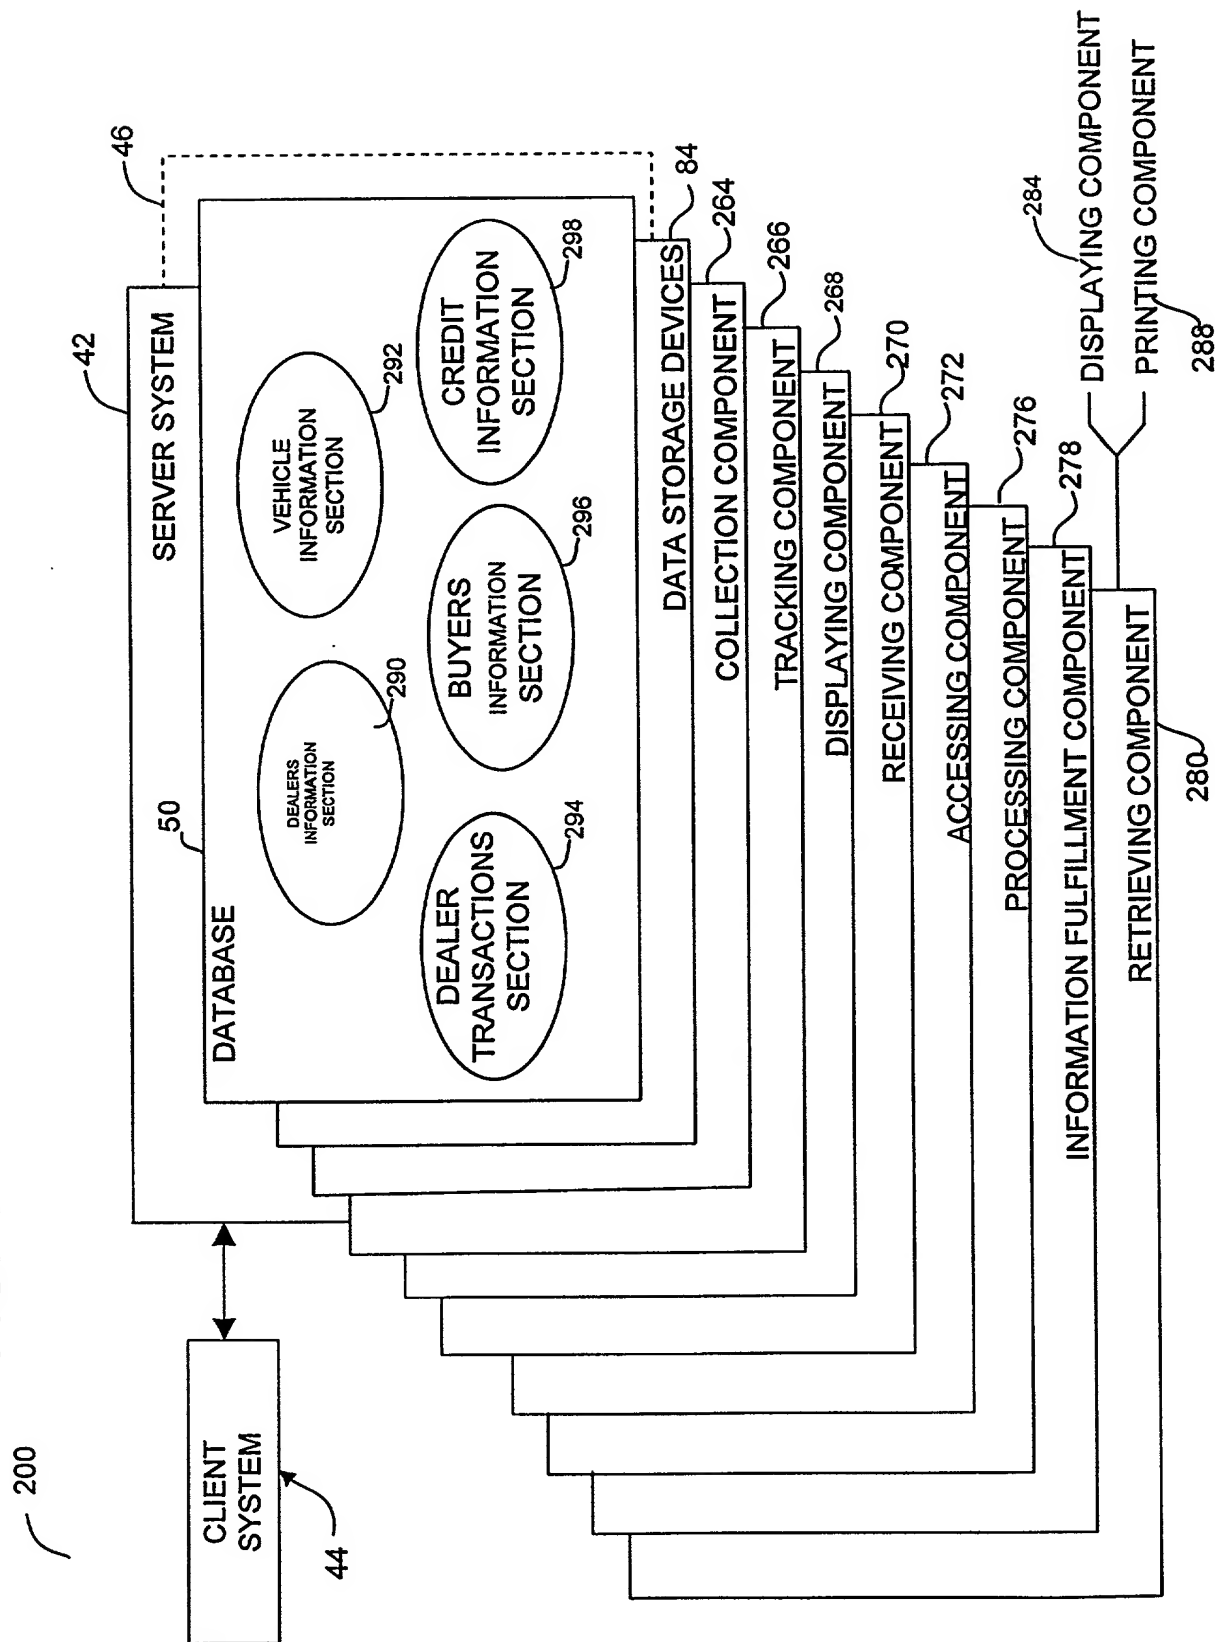 200
CLIENT
SYSTEM
44
42
SERVER SYSTEM
46
50
DATABASE
DEALERS
INFORMATION
SECTION
290
VEHICLE
INFORMATION
SECTION
292
DEALER
TRANSACTIONS
SECTION
294
BUYERS
INFORMATION
SECTION
296
CREDIT
INFORMATION
SECTION
298
DATA STORAGE DEVICES
84
COLLECTION COMPONENT
264
TRACKING COMPONENT
266
DISPLAYING COMPONENT
268
RECEIVING COMPONENT
270
ACCESSING COMPONENT
272
PROCESSING COMPONENT
276
INFORMATION FULFILLMENT COMPONENT
278
RETRIEVING COMPONENT
280
284
DISPLAYING COMPONENT
PRINTING COMPONENT
288